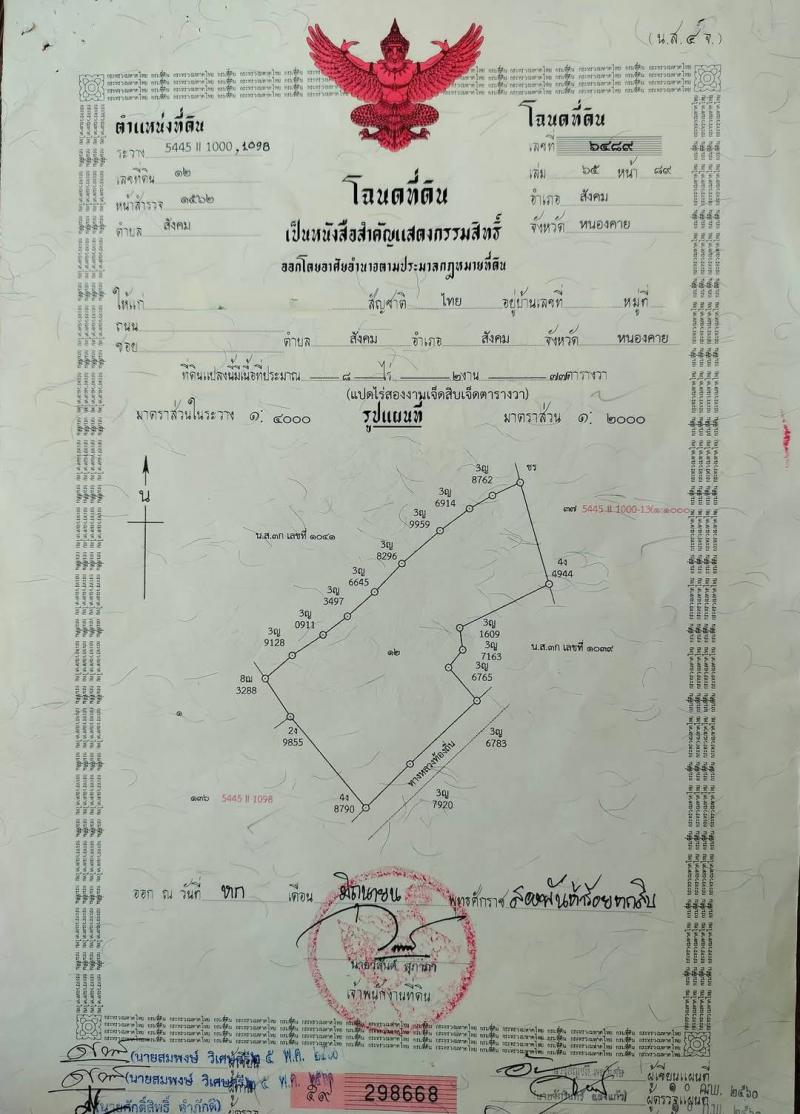 (น.ส.๔ จ.)
ตำแหน่งที่ดิน
ระวาง 5445 II 1000 , 1098
เลขที่ดิน ๑๒
หน้าสำรวจ ๑๕๖๒
ตำบล สังคม
โฉนดที่ดิน
เลขที่ ๖๔๘๙
เล่ม ๖๕ หน้า ๘๙
อำเภอ สังคม
จังหวัด หนองคาย
โฉนดที่ดิน
เป็นหนังสือสำคัญแสดงกรรมสิทธิ์
ออกโดยอาศัยอำนาจตามประมวลกฎหมายที่ดิน
ให้แก่ สัญชาติ ไทย อยู่บ้านเลขที่ หมู่ที่
ถนน
ซอย ตำบล สังคม อำเภอ สังคม จังหวัด หนองคาย
ที่ดินแปลงนี้มีเนื้อที่ประมาณ ๘ ไร่ ๒ งาน ๗๗ ตารางวา
(แปดไร่สองงานเจ็ดสิบเจ็ดตารางวา)
มาตราส่วนในระวาง ๑: ๔๐๐๐ รูปแผนที่ มาตราส่วน ๑: ๒๐๐๐
น
3ญ
8762
ขร
3ญ
6914
3ญ
9959
๓๗ 5445 II 1000-13(๑:๑๐๐๐
น.ส.๓ก เลขที่ ๑๐๔๑
3ญ
8296
4ง
4944
3ญ
6645
3ญ
3497
3ญ
0911
3ญ
9128
3ญ
1609
3ญ
7163
น.ส.๓ก เลขที่ ๑๐๓๙
๑๒
3ญ
6765
8ฌ
3288
๑
2ง
9855
3ญ
6783
ทางหลวงท้องถิ่น
4ง
8790
3ญ
7920
๑๓๖ 5445 II 1098
ออก ณ วันที่ หก เดือน มิถุนายน พุทธศักราช สองพันห้าร้อยหกสิบ
เจ้าพนักงานที่ดิน
(นายสมพงษ์ วิเศษศรี)
(นายสมพงษ์ วิเศษศรี)
๕๙ 298668
ผู้เขียนแผนที่
ผู้ตรวจแผนที่